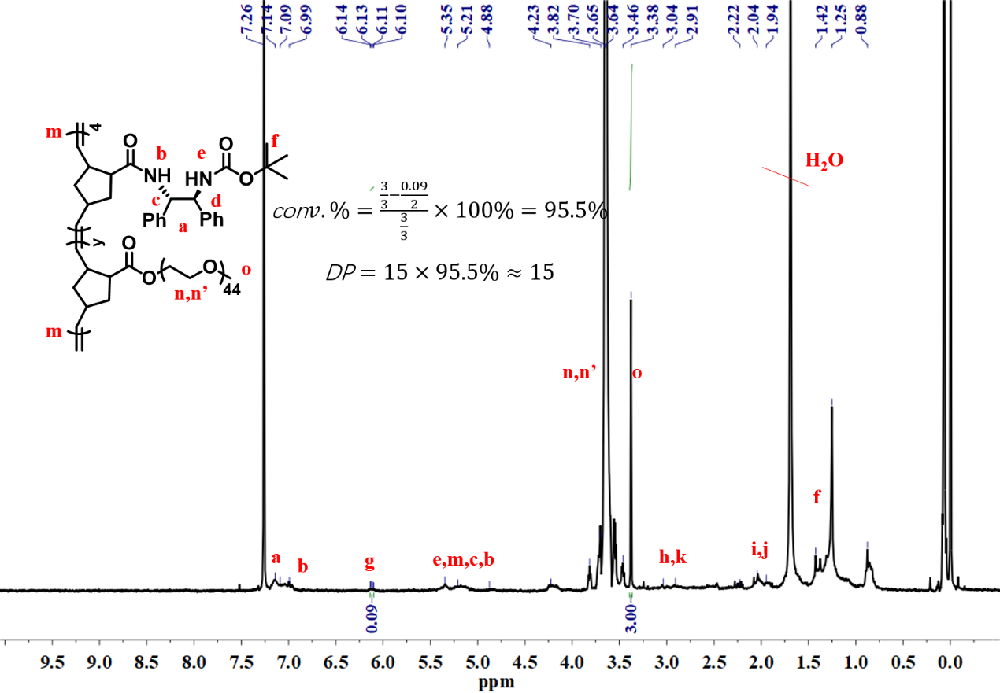 7.26 7.14 7.09 6.99 6.14 6.13 6.11 6.10 5.35 5.21 4.88 4.23 3.82 3.70 3.65 3.64 3.46 3.38 3.04 2.91 2.22 2.04 1.94 1.42 1.25 0.88
m 4
O
b O
e f
NH HN O
c d
Ph a Ph
y
O
O O o
n,n’ 44
m
conv.% = (3/3 − 0.09/2) / (3/3) × 100% = 95.5%
DP = 15 × 95.5% ≈ 15
H₂O
n,n’ o
f
a b g e,m,c,b h,k i,j
0.09 3.00
9.5 9.0 8.5 8.0 7.5 7.0 6.5 6.0 5.5 5.0 4.5 4.0 3.5 3.0 2.5 2.0 1.5 1.0 0.5 0.0
ppm